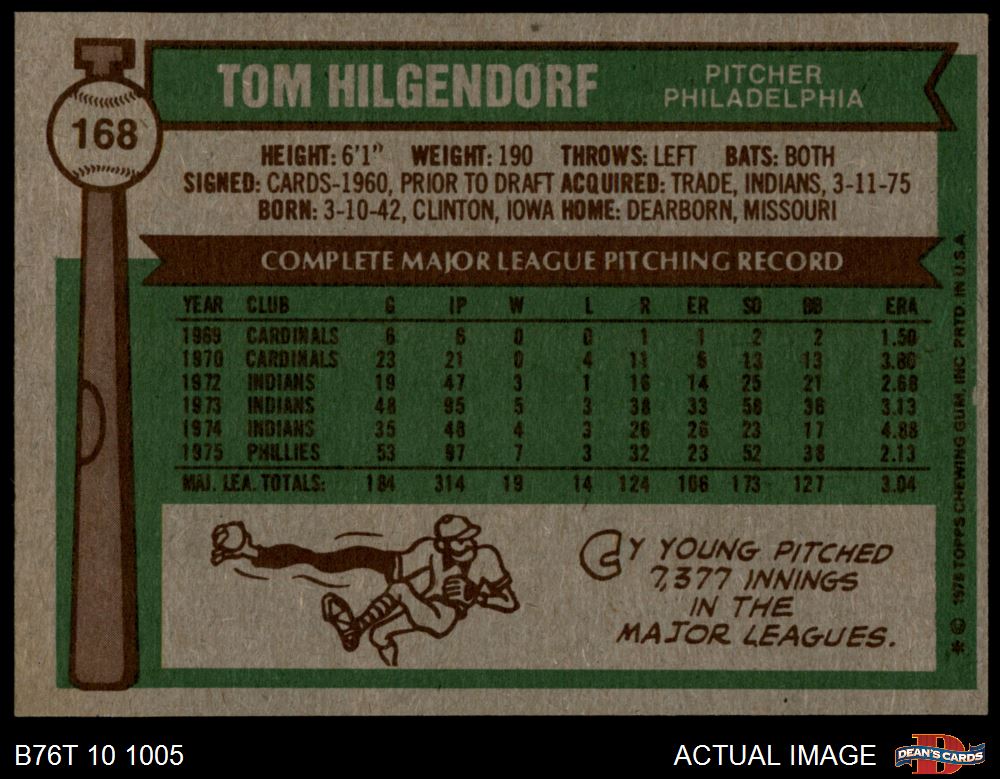 168
TOM HILGENDORF
PITCHER
PHILADELPHIA
HEIGHT: 6'1" WEIGHT: 190 THROWS: LEFT BATS: BOTH
SIGNED: CARDS-1960, PRIOR TO DRAFT ACQUIRED: TRADE, INDIANS, 3-11-75
BORN: 3-10-42, CLINTON, IOWA HOME: DEARBORN, MISSOURI
COMPLETE MAJOR LEAGUE PITCHING RECORD
YEAR CLUB G IP W L R ER SO BB ERA
1969 CARDINALS 6 6 0 0 1 1 2 2 1.50
1970 CARDINALS 23 21 0 4 11 13 13
1972 INDIANS 19 47 3 1 16 14 25 21 2.68
1973 INDIANS 48 95 5 3 38 33 58 36 3.13
1974 INDIANS 35 48 4 3 26 26 23 17 4.88
1975 PHILLIES 53 97 7 3 32 23 52 38 2.13
MAJ. LEA. TOTALS: 184 314 19 14 124 106 173 127 3.04
CY YOUNG PITCHED
7,377 INNINGS
IN THE
MAJOR LEAGUES.
* © 1976 TOPPS CHEWING GUM, INC. PRTD. IN U.S.A.
B76T 10 1005
ACTUAL IMAGE
DEAN'S CARDS